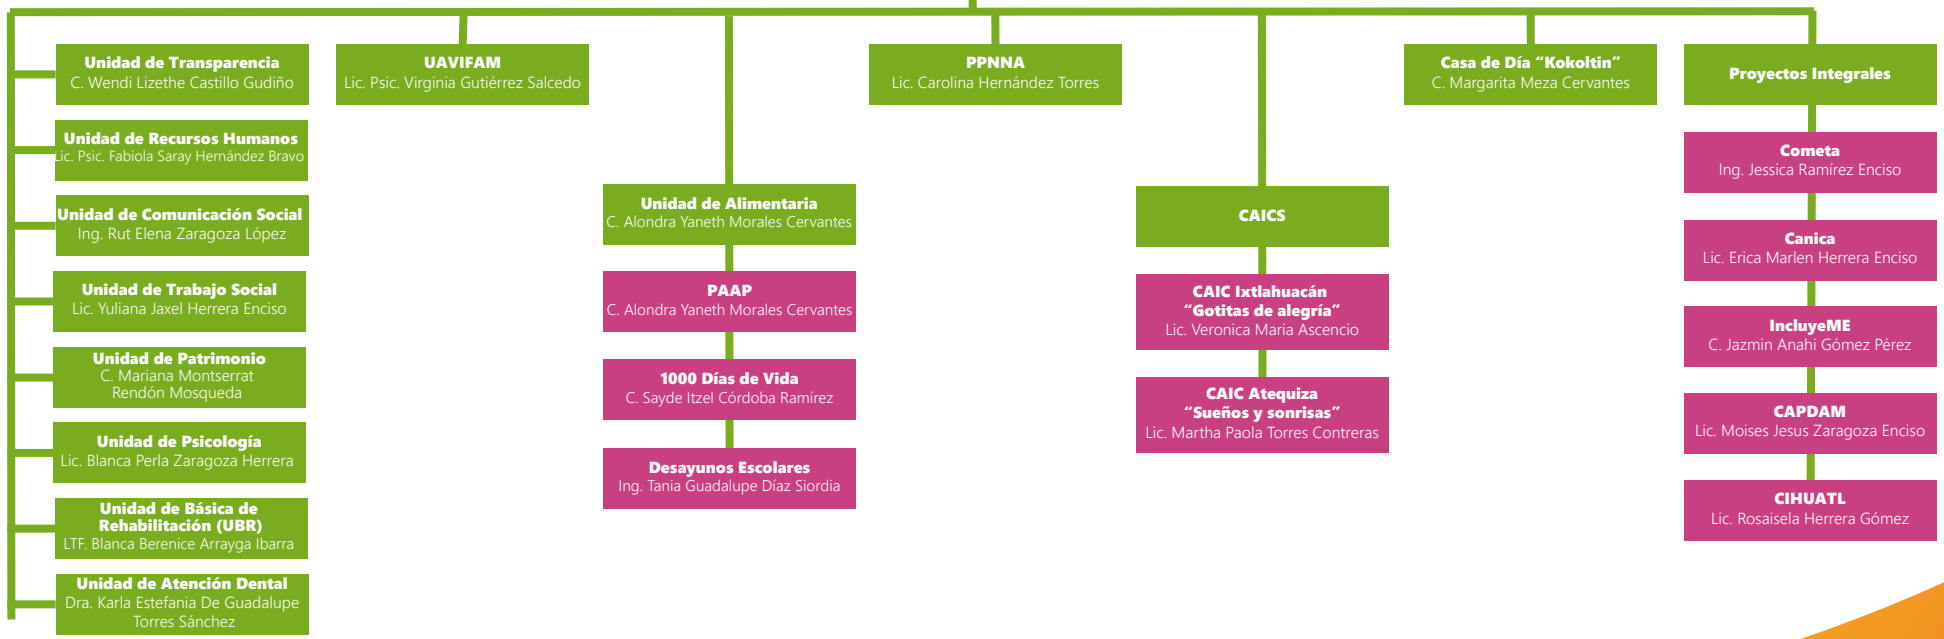 Unidad de Transparencia
C. Wendi Lizethe Castillo Gudiño
Unidad de Recursos Humanos
Lic. Psic. Fabiola Saray Hernández Bravo
Unidad de Comunicación Social
Ing. Rut Elena Zaragoza López
Unidad de Trabajo Social
Lic. Yuliana Jaxel Herrera Enciso
Unidad de Patrimonio
C. Mariana Montserrat
Rendón Mosqueda
Unidad de Psicología
Lic. Blanca Perla Zaragoza Herrera
Unidad de Básica de
Rehabilitación (UBR)
LTF. Blanca Berenice Arrayga Ibarra
Unidad de Atención Dental
Dra. Karla Estefania De Guadalupe
Torres Sánchez
UAVIFAM
Lic. Psic. Virginia Gutiérrez Salcedo
Unidad de Alimentaria
C. Alondra Yaneth Morales Cervantes
PAAP
C. Alondra Yaneth Morales Cervantes
1000 Días de Vida
C. Sayde Itzel Córdoba Ramírez
Desayunos Escolares
Ing. Tania Guadalupe Díaz Siordia
PPNNA
Lic. Carolina Hernández Torres
CAICS
CAIC Ixtlahuacán
“Gotitas de alegría”
Lic. Veronica Maria Ascencio
CAIC Atequiza
“Sueños y sonrisas”
Lic. Martha Paola Torres Contreras
Casa de Día “Kokoltin”
C. Margarita Meza Cervantes
Proyectos Integrales
Cometa
Ing. Jessica Ramírez Enciso
Canica
Lic. Erica Marlen Herrera Enciso
IncluyeME
C. Jazmin Anahi Gómez Pérez
CAPDAM
Lic. Moises Jesus Zaragoza Enciso
CIHUATL
Lic. Rosaisela Herrera Gómez